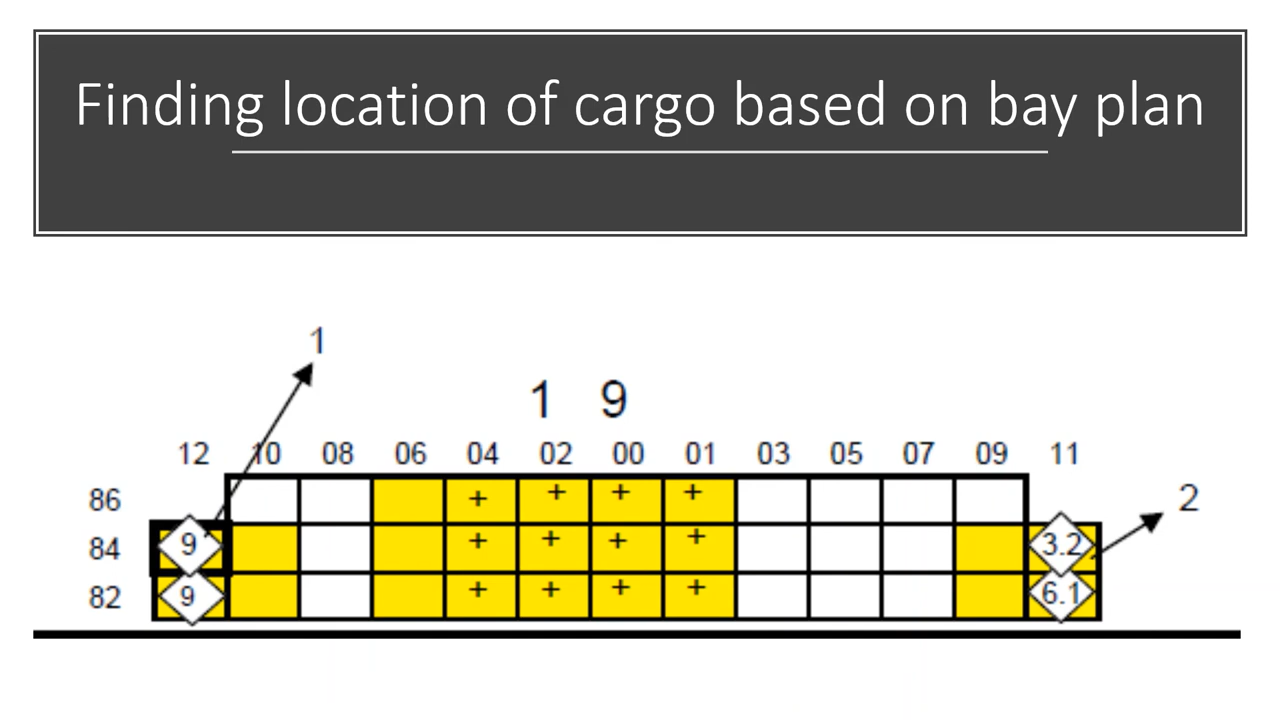 Finding location of cargo based on bay plan
1
1 9
12 10 08 06 04 02 00 01 03 05 07 09 11
86 + + + + 2
84 9 + + + + 3.2
82 9 + + + + 6.1